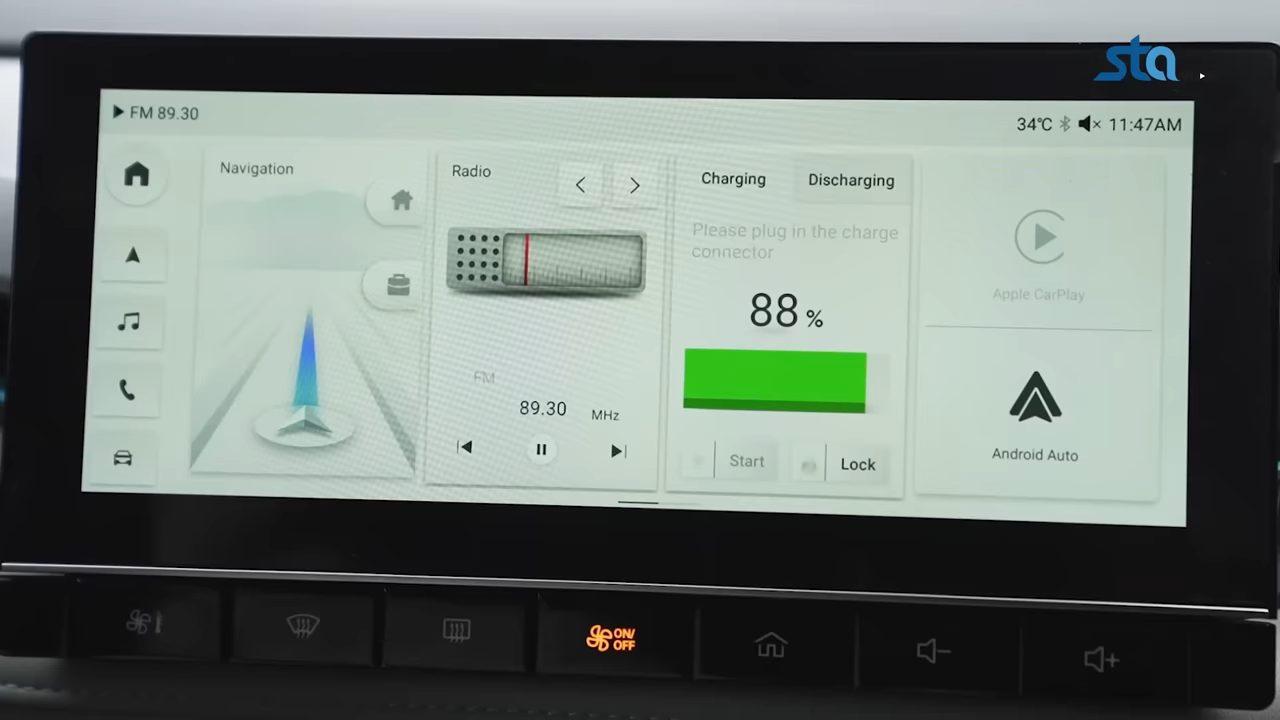 sta
FM 89.30
34℃
11:47AM
Navigation
Radio
Charging
Discharging
Please plug in the charge
connector
88 %
FM
89.30 MHz
Start
Lock
Apple CarPlay
Android Auto
ON/
OFF